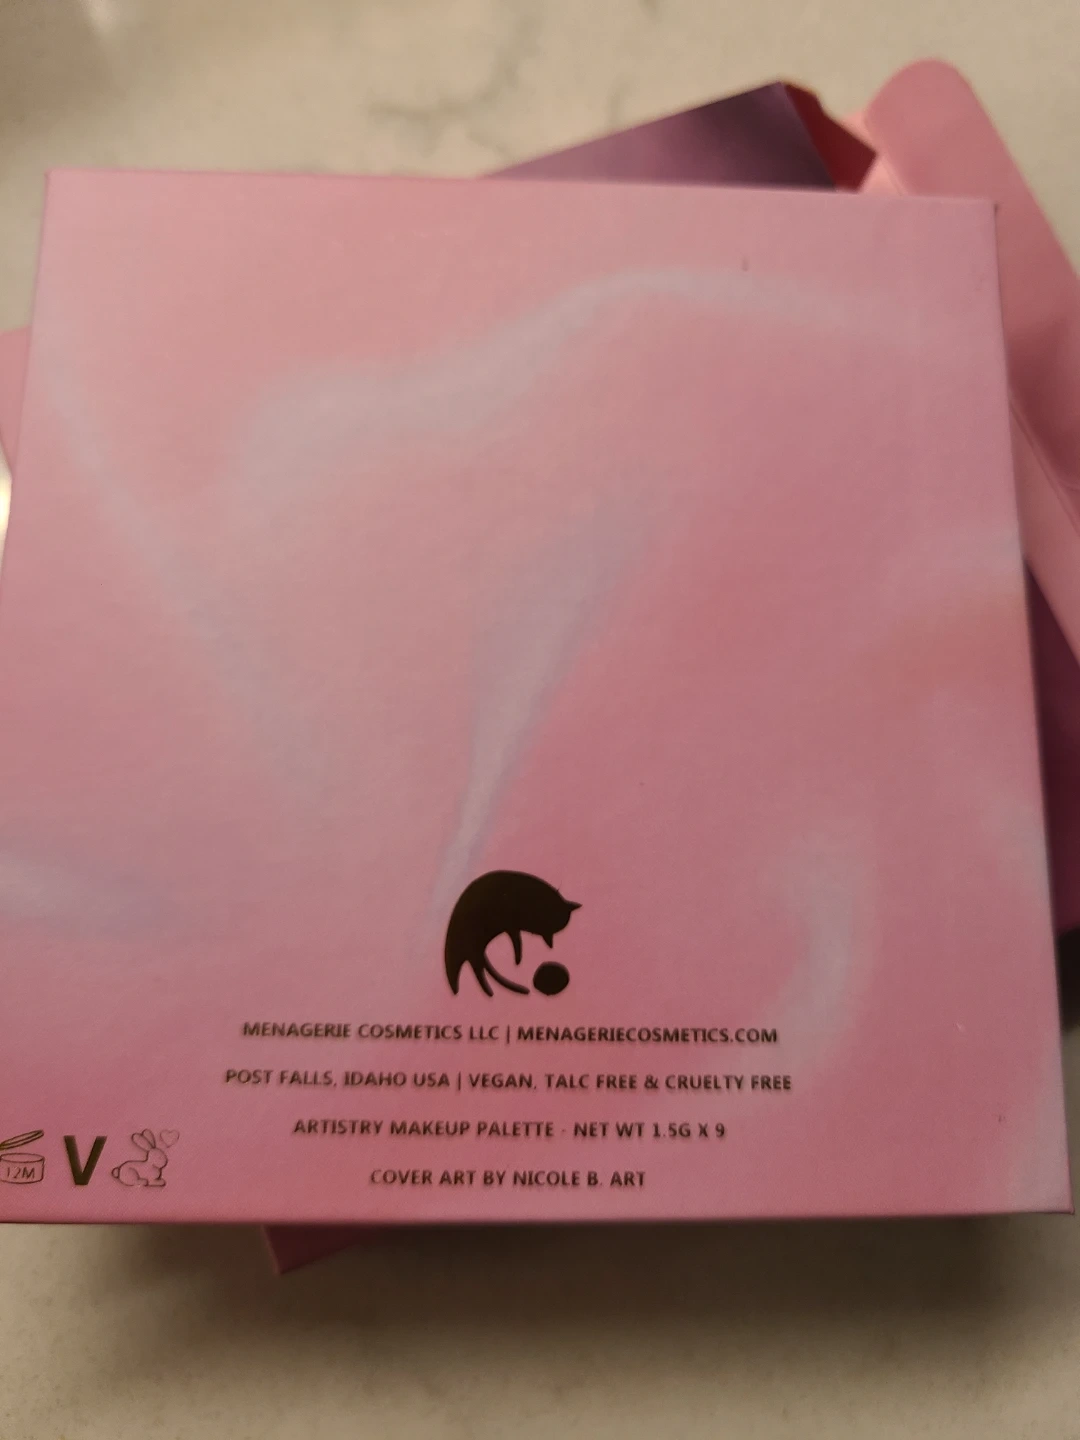 MENAGERIE COSMETICS LLC | MENAGERIECOSMETICS.COM
POST FALLS, IDAHO USA | VEGAN, TALC FREE & CRUELTY FREE
ARTISTRY MAKEUP PALETTE - NET WT 1.5G X 9
12M V
COVER ART BY NICOLE B. ART